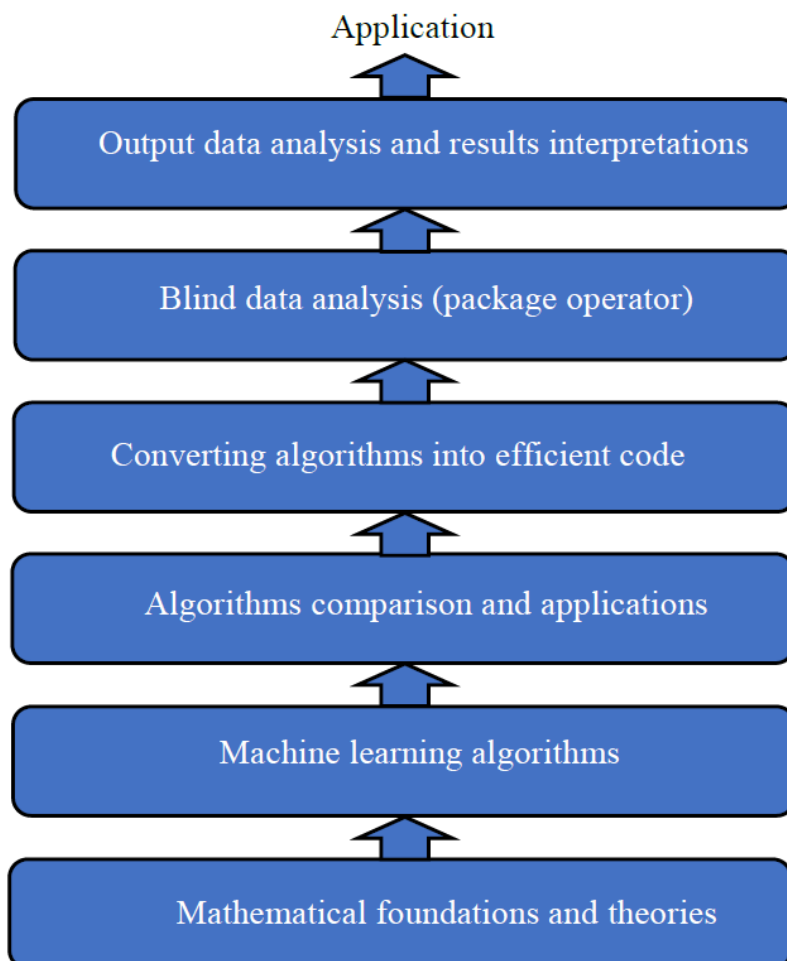 Application
Output data analysis and results interpretations
Blind data analysis (package operator)
Converting algorithms into efficient code
Algorithms comparison and applications
Machine learning algorithms
Mathematical foundations and theories